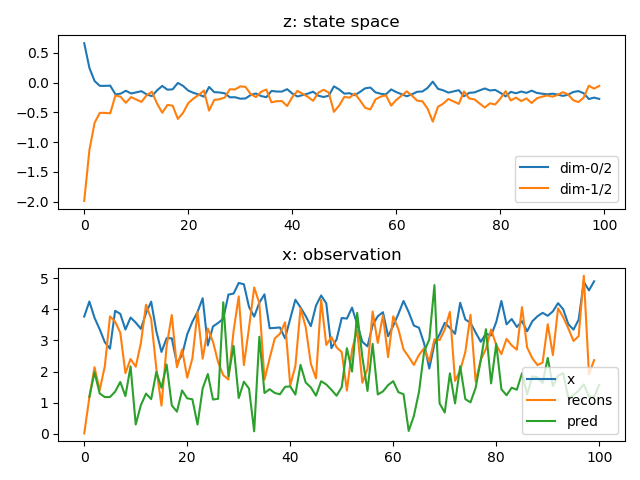 z: state space
0.5
0.0
−0.5
−1.0
−1.5
−2.0
dim-0/2
dim-1/2
0 20 40 60 80 100
x: observation
5
4
3
2
1
0
x
recons
pred
0 20 40 60 80 100